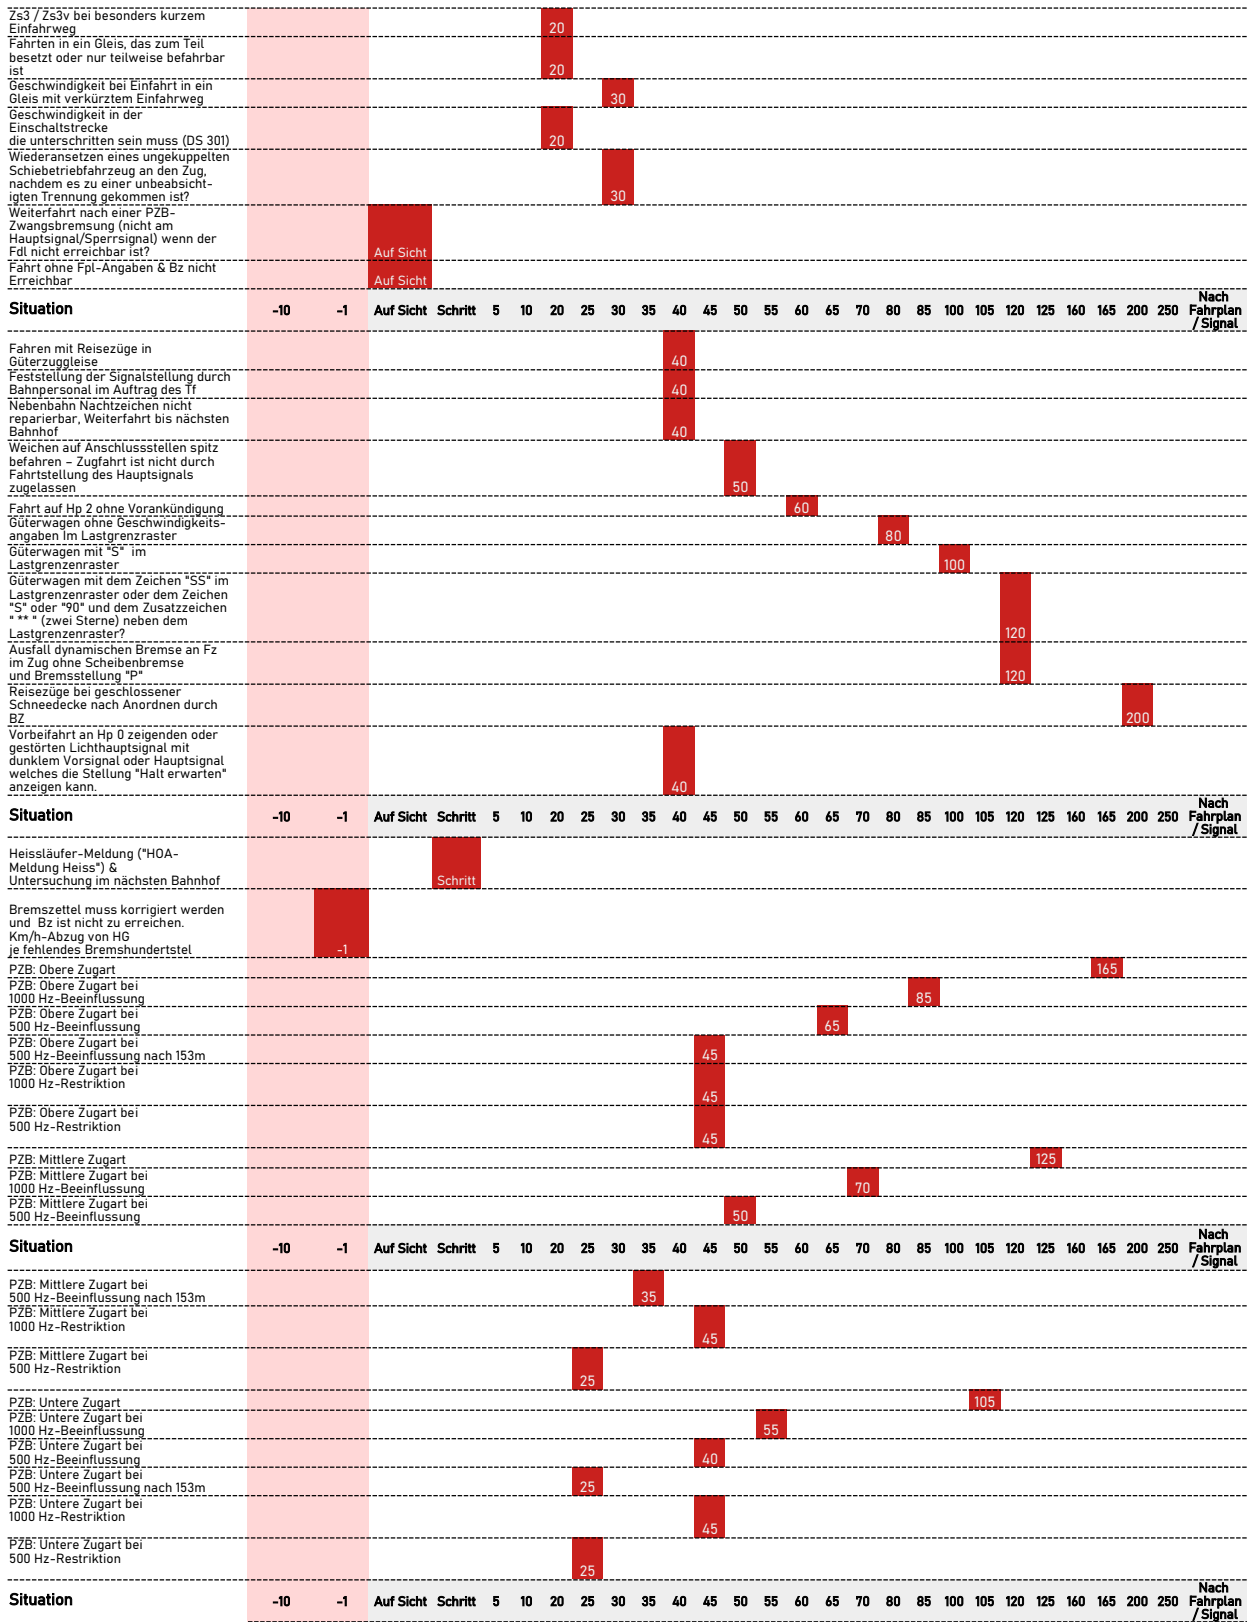 Zs3 / Zs3v bei besonders kurzem
Einfahrweg
20
Fahrten in ein Gleis, das zum Teil
besetzt oder nur teilweise befahrbar
ist
20
Geschwindigkeit bei Einfahrt in ein
Gleis mit verkürztem Einfahrweg
30
Geschwindigkeit in der
Einschaltstrecke
die unterschritten sein muss (DS 301)
20
Wiederansetzen eines ungekuppelten
Schiebetriebfahrzeug an den Zug,
nachdem es zu einer unbeabsicht-
igten Trennung gekommen ist?
30
Weiterfahrt nach einer PZB-
Zwangsbremsung (nicht am
Hauptsignal/Sperrsignal) wenn der
Fdl nicht erreichbar ist?
Auf Sicht
Fahrt ohne Fpl-Angaben & Bz nicht
Erreichbar
Auf Sicht
Situation -10 -1 Auf Sicht Schritt 5 10 20 25 30 35 40 45 50 55 60 65 70 80 85 100 105 120 125 160 165 200 250 Nach
Fahrplan
/ Signal
Fahren mit Reisezüge in
Güterzuggleise
40
Feststellung der Signalstellung durch
Bahnpersonal im Auftrag des Tf
40
Nebenbahn Nachtzeichen nicht
reparierbar, Weiterfahrt bis nächsten
Bahnhof
40
Weichen auf Anschlussstellen spitz
befahren – Zugfahrt ist nicht durch
Fahrtstellung des Hauptsignals
zugelassen
50
Fahrt auf Hp 2 ohne Vorankündigung
60
Güterwagen ohne Geschwindigkeits-
angaben Im Lastgrenzraster
80
Güterwagen mit "S" im
Lastgrenzenraster
100
Güterwagen mit dem Zeichen "SS" im
Lastgrenzenraster oder dem Zeichen
"S" oder "90" und dem Zusatzzeichen
" ** " (zwei Sterne) neben dem
Lastgrenzenraster?
120
Ausfall dynamischen Bremse an Fz
im Zug ohne Scheibenbremse
und Bremsstellung "P"
120
Reisezüge bei geschlossener
Schneedecke nach Anordnen durch
BZ
200
Vorbeifahrt an Hp 0 zeigenden oder
gestörten Lichthauptsignal mit
dunklem Vorsignal oder Hauptsignal
welches die Stellung "Halt erwarten"
anzeigen kann.
40
Situation -10 -1 Auf Sicht Schritt 5 10 20 25 30 35 40 45 50 55 60 65 70 80 85 100 105 120 125 160 165 200 250 Nach
Fahrplan
/ Signal
Heissläufer-Meldung ("HOA-
Meldung Heiss") &
Untersuchung im nächsten Bahnhof
Schritt
Bremszettel muss korrigiert werden
und Bz ist nicht zu erreichen.
Km/h-Abzug von HG
je fehlendes Bremshundertstel
-1
PZB: Obere Zugart
165
PZB: Obere Zugart bei
1000 Hz-Beeinflussung
85
PZB: Obere Zugart bei
500 Hz-Beeinflussung
65
PZB: Obere Zugart bei
500 Hz-Beeinflussung nach 153m
45
PZB: Obere Zugart bei
1000 Hz-Restriktion
45
PZB: Obere Zugart bei
500 Hz-Restriktion
45
PZB: Mittlere Zugart
125
PZB: Mittlere Zugart bei
1000 Hz-Beeinflussung
70
PZB: Mittlere Zugart bei
500 Hz-Beeinflussung
50
Situation -10 -1 Auf Sicht Schritt 5 10 20 25 30 35 40 45 50 55 60 65 70 80 85 100 105 120 125 160 165 200 250 Nach
Fahrplan
/ Signal
PZB: Mittlere Zugart bei
500 Hz-Beeinflussung nach 153m
35
PZB: Mittlere Zugart bei
1000 Hz-Restriktion
45
PZB: Mittlere Zugart bei
500 Hz-Restriktion
25
PZB: Untere Zugart
105
PZB: Untere Zugart bei
1000 Hz-Beeinflussung
55
PZB: Untere Zugart bei
500 Hz-Beeinflussung
40
PZB: Untere Zugart bei
500 Hz-Beeinflussung nach 153m
25
PZB: Untere Zugart bei
1000 Hz-Restriktion
45
PZB: Untere Zugart bei
500 Hz-Restriktion
25
Situation -10 -1 Auf Sicht Schritt 5 10 20 25 30 35 40 45 50 55 60 65 70 80 85 100 105 120 125 160 165 200 250 Nach
Fahrplan
/ Signal